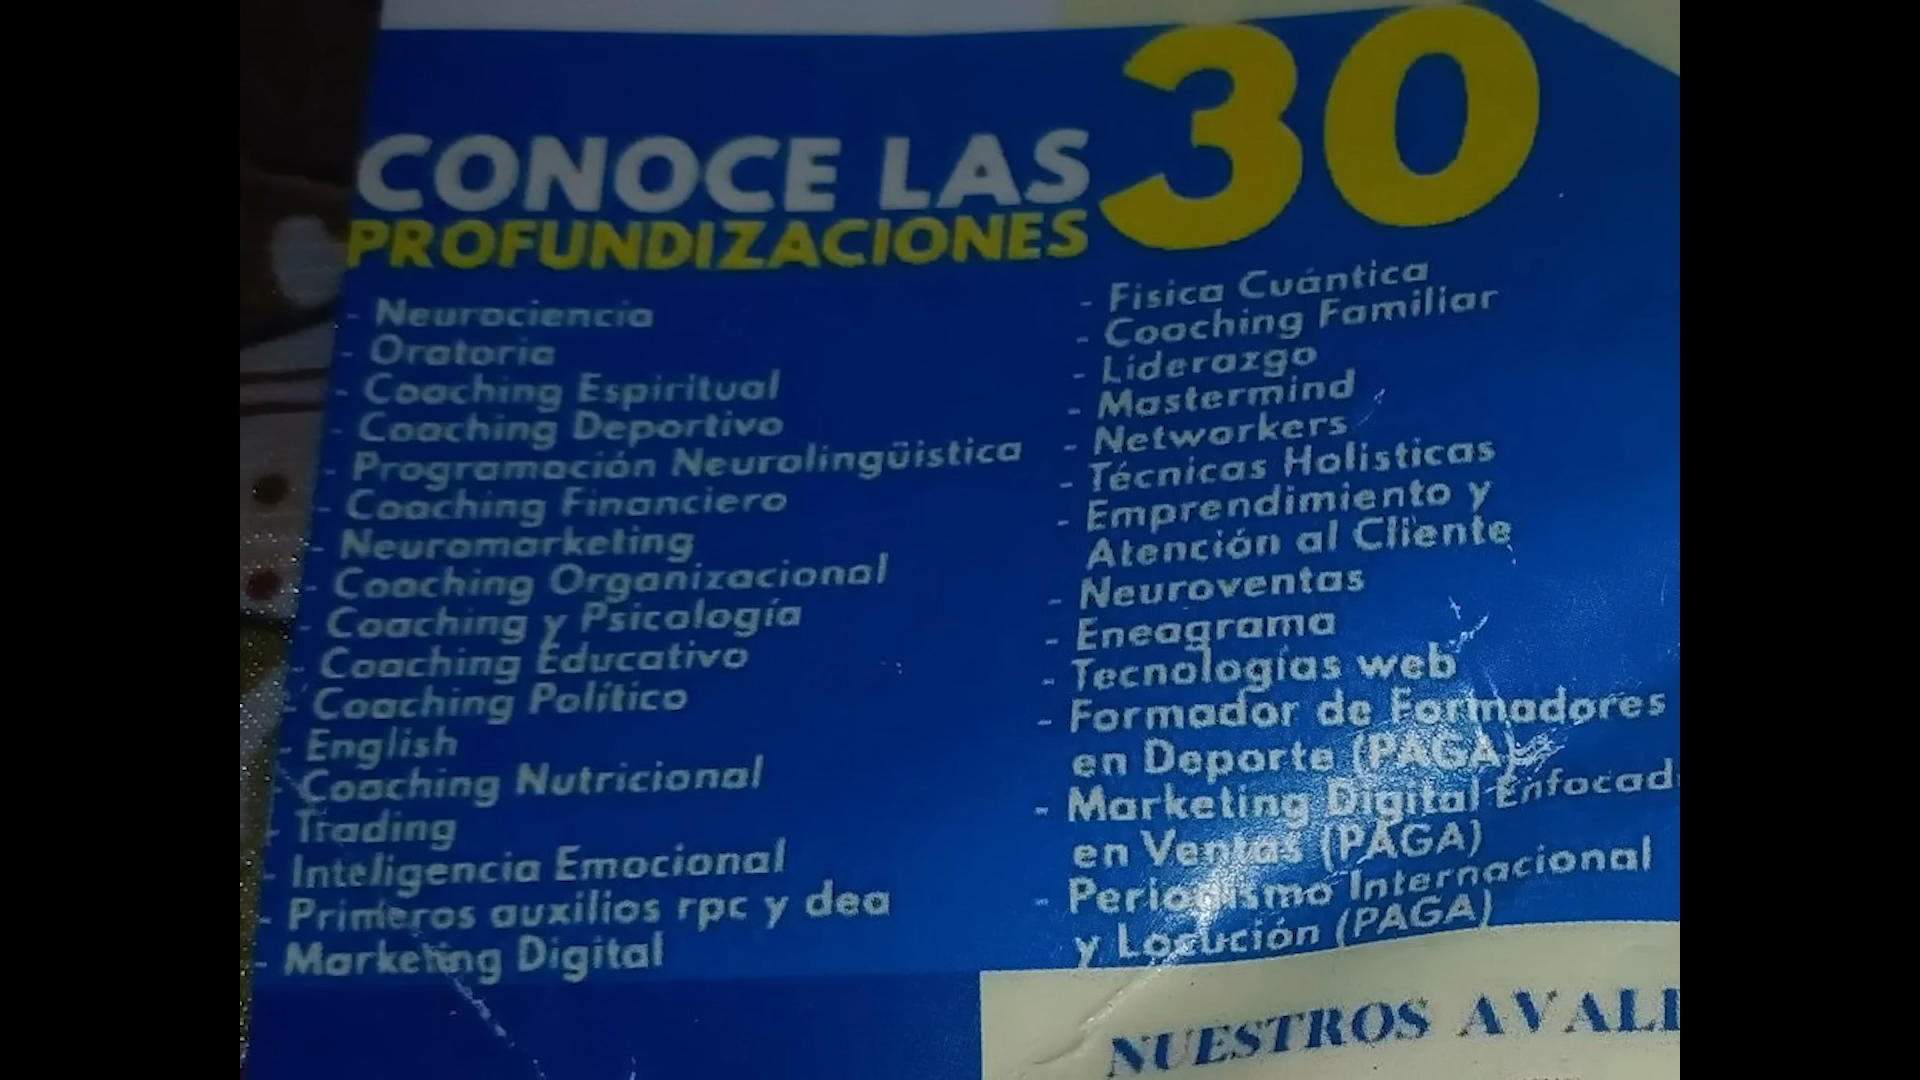 CONOCE LAS 30
PROFUNDIZACIONES
- Neurociencia
- Oratoria
- Coaching Espiritual
- Coaching Deportivo
- Programación Neurolingüistica
- Coaching Financiero
- Neuromarketing
- Coaching Organizacional
- Coaching y Psicología
- Coaching Educativo
- Coaching Político
- English
- Coaching Nutricional
- Trading
- Inteligencia Emocional
- Primeros auxilios rpc y dea
- Marketing Digital
- Fisica Cuántica
- Coaching Familiar
- Liderazgo
- Mastermind
- Networkers
- Técnicas Holisticas
- Emprendimiento y
Atención al Cliente
- Neuroventas
- Eneagrama
- Tecnologías web
- Formador de Formadores
en Deporte (PAGA)
- Marketing Digital Enfocad
en Ventas (PAGA)
- Periodismo Internacional
y Locución (PAGA)
NUESTROS AVAL